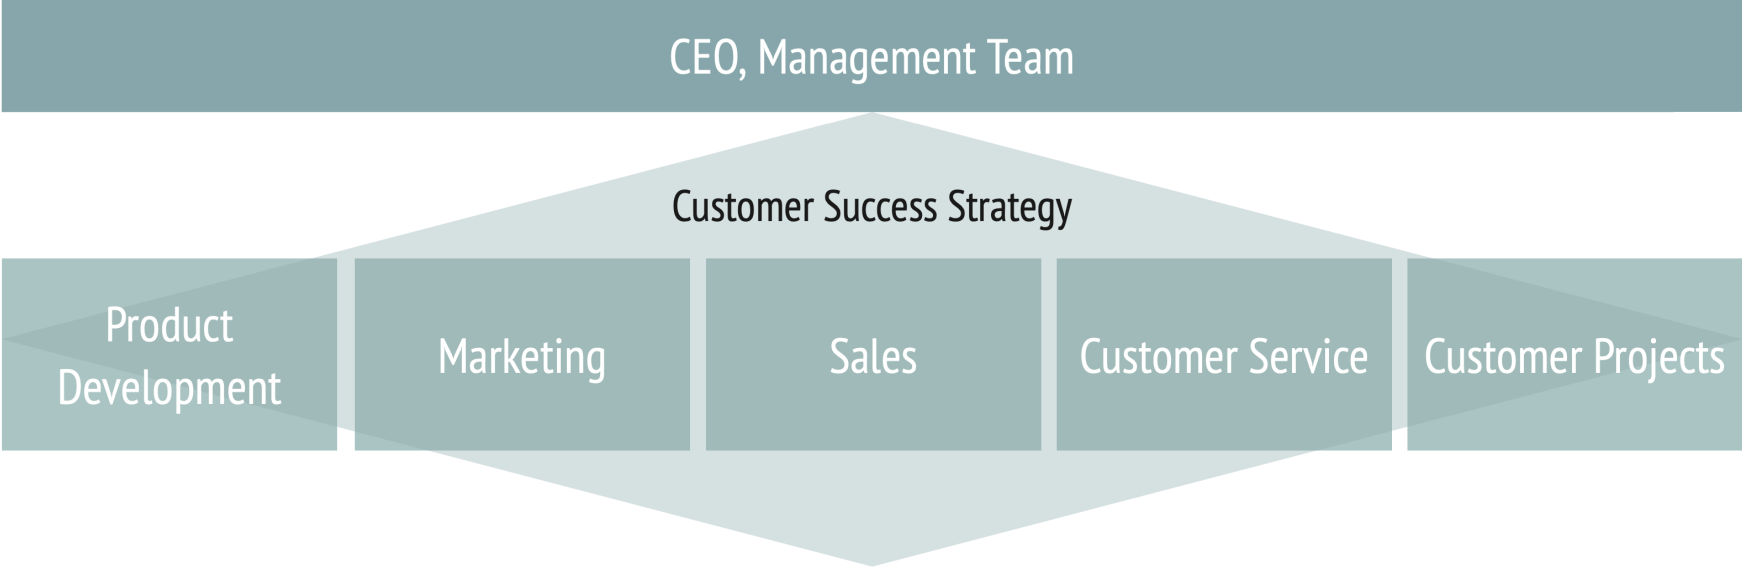 CEO, Management Team
Customer Success Strategy
Product
Development
Marketing
Sales
Customer Service
Customer Projects